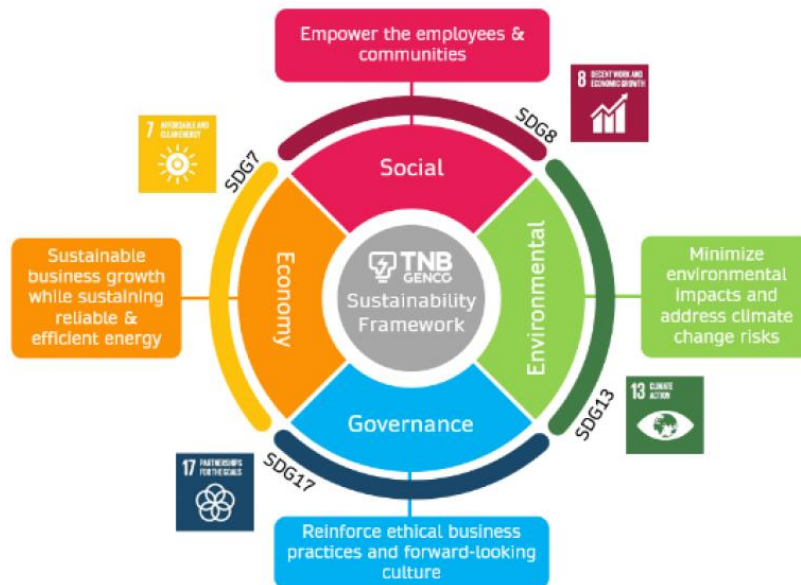 Empower the employees &
communities
8 DECENT WORK AND
ECONOMIC GROWTH
SDG8
7 AFFORDABLE AND
CLEAN ENERGY
SDG7
Social
Sustainable
business growth
while sustaining
reliable &
efficient energy
Economy
TNB
GENCO
Sustainability
Framework
Environmental
Minimize
environmental
impacts and
address climate
change risks
Governance
13 CLIMATE
ACTION
SDG13
17 PARTNERSHIPS
FOR THE GOALS
SDG17
Reinforce ethical business
practices and forward-looking
culture